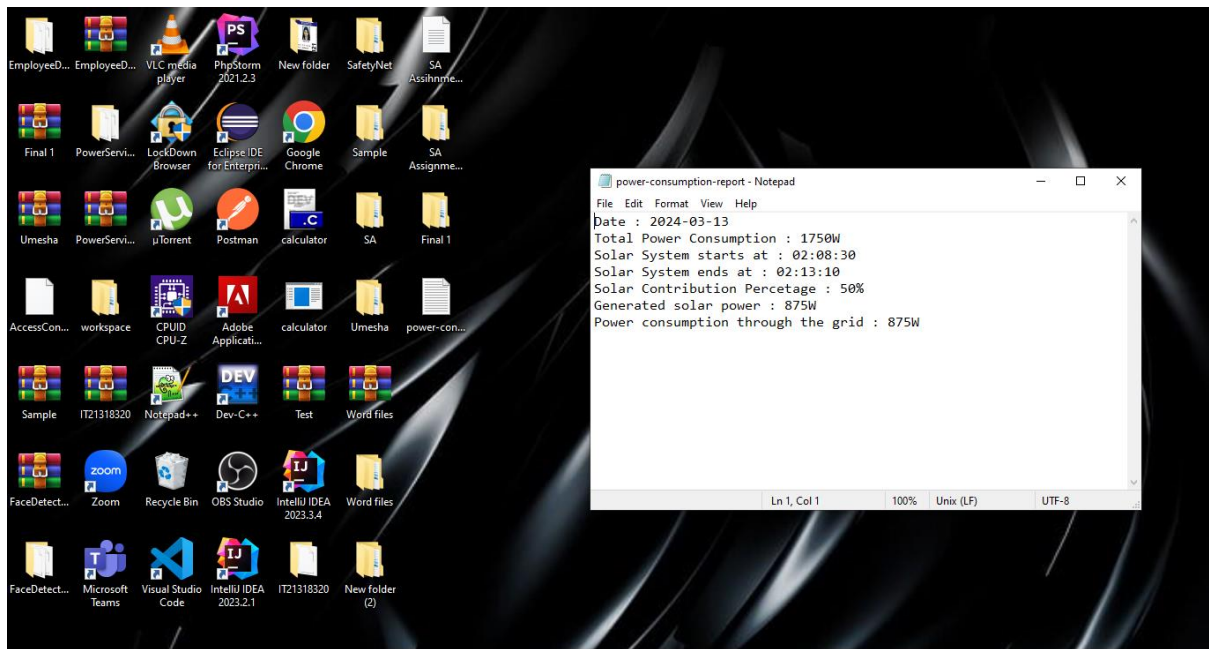 EmployeeD... EmployeeD... VLC media player PhpStorm 2021.2.3 New folder SafetyNet SA Assihnme...
Final 1 PowerServi... LockDown Browser Eclipse IDE for Enterpri... Google Chrome Sample SA Assignme...
Umesha PowerServi... µTorrent Postman calculator SA Final 1
AccessCon... workspace CPUID CPU-Z Adobe Applicati... calculator Umesha power-con...
Sample IT21318320 Notepad++ Dev-C++ Test Word files
FaceDetect... Zoom Recycle Bin OBS Studio IntelliJ IDEA 2023.3.4 Word files
FaceDetect... Microsoft Teams Visual Studio Code IntelliJ IDEA 2023.2.1 IT21318320 New folder (2)
power-consumption-report - Notepad
File Edit Format View Help
Date : 2024-03-13
Total Power Consumption : 1750W
Solar System starts at : 02:08:30
Solar System ends at : 02:13:10
Solar Contribution Percetage : 50%
Generated solar power : 875W
Power consumption through the grid : 875W
Ln 1, Col 1 100% Unix (LF) UTF-8